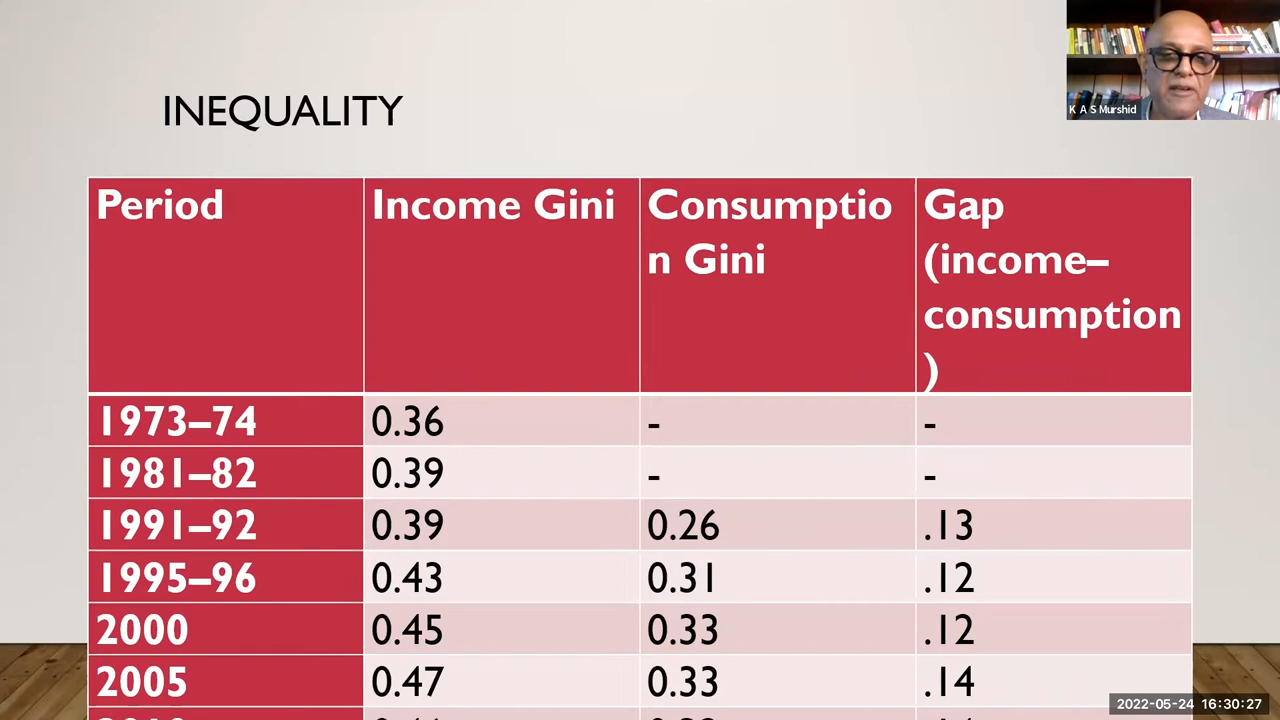 K A S Murshid
INEQUALITY
Period Income Gini Consumptio Gap
n Gini (income–
consumption
)
1973–74 0.36 - -
1981–82 0.39 - -
1991–92 0.39 0.26 .13
1995–96 0.43 0.31 .12
2000 0.45 0.33 .12
2005 0.47 0.33 .14
2022-05-24 16:30:27